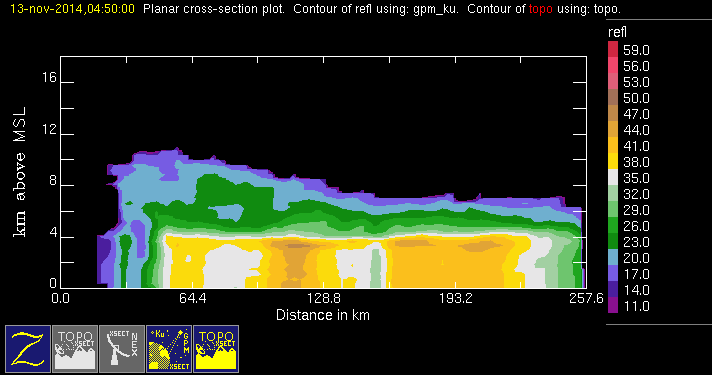 13-nov-2014,04:50:00 Planar cross-section plot. Contour of refl using: gpm_ku. Contour of topo using: topo.
refl
59.0
56.0
53.0
50.0
47.0
44.0
41.0
38.0
35.0
32.0
29.0
26.0
23.0
20.0
17.0
14.0
11.0
km above MSL
16
12
8
4
0
0.0 64.4 128.8 193.2 257.6
Distance in km
Z
TOPO
XSECT
XSECT
Ku
GPM
XSECT
TOPO
XSECT